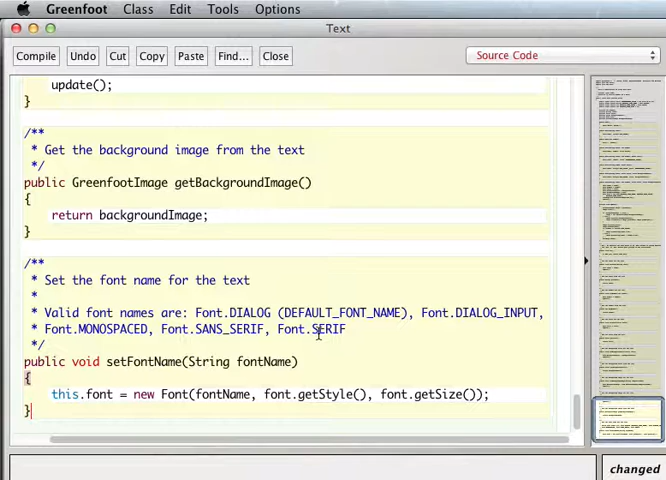 Greenfoot Class Edit Tools Options
Text
Compile Undo Cut Copy Paste Find... Close Source Code
update();
}
/**
* Get the background image from the text
*/
public GreenfootImage getBackgroundImage()
{
return backgroundImage;
}
/**
* Set the font name for the text
*
* Valid font names are: Font.DIALOG (DEFAULT_FONT_NAME), Font.DIALOG_INPUT,
* Font.MONOSPACED, Font.SANS_SERIF, Font.SERIF
*/
public void setFontName(String fontName)
{
this.font = new Font(fontName, font.getStyle(), font.getSize());
}
changed